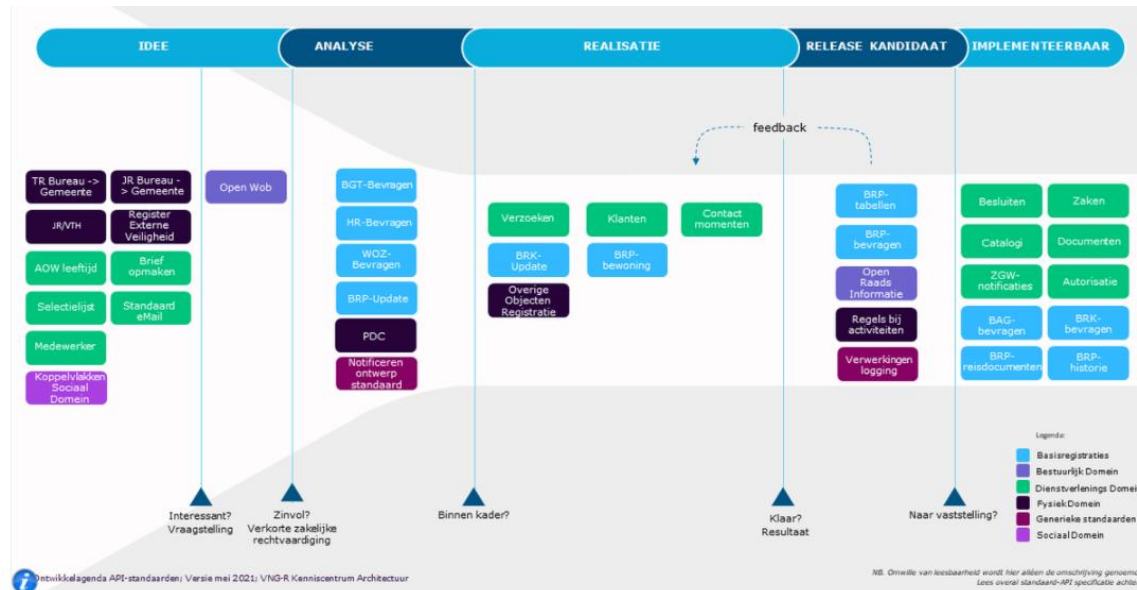 IDEE
ANALYSE
REALISATIE
RELEASE KANDIDAAT
IMPLEMENTEERBAAR
feedback
TR Bureau ->
Gemeente
JR Bureau -
> Gemeente
JR/VTH
Register
Externe
Veiligheid
AOW leeftijd
Brief
opmaken
Selectielijst
Standaard
eMail
Medewerker
Koppelvlakken
Sociaal
Domein
Open Wob
BGT-Bevragen
HR-Bevragen
WOZ-
Bevragen
BRP-Update
PDC
Notificeren
ontwerp
standaard
Verzoeken
Klanten
Contact
momenten
BRK-
Update
BRP-
bewoning
Overige
Objecten
Registratie
BRP-
tabellen
BRP-
bevragen
Open
Raads
Informatie
Regels bij
activiteiten
Verwerkingen
logging
Besluiten
Zaken
Catalogi
Documenten
ZGW-
notificaties
Autorisatie
BAG-
bevragen
BRK-
bevragen
BRP-
reisdocumenten
BRP-
historie
Interessant?
Vraagstelling
Zinvol?
Verkorte zakelijke
rechtvaardiging
Binnen kader?
Klaar?
Resultaat
Naar vaststelling?
Legenda:
Basisregistraties
Bestuurlijk Domein
Dienstverlenings Domein
Fysiek Domein
Generieke standaarden
Sociaal Domein
i
Ontwikkelagenda API-standaarden; Versie mei 2021; VNG-R Kenniscentrum Architectuur
NB. Omwille van leesbaarheid wordt hier alléén de omschrijving genoemd
Lees overal standaard-API specificatie achter